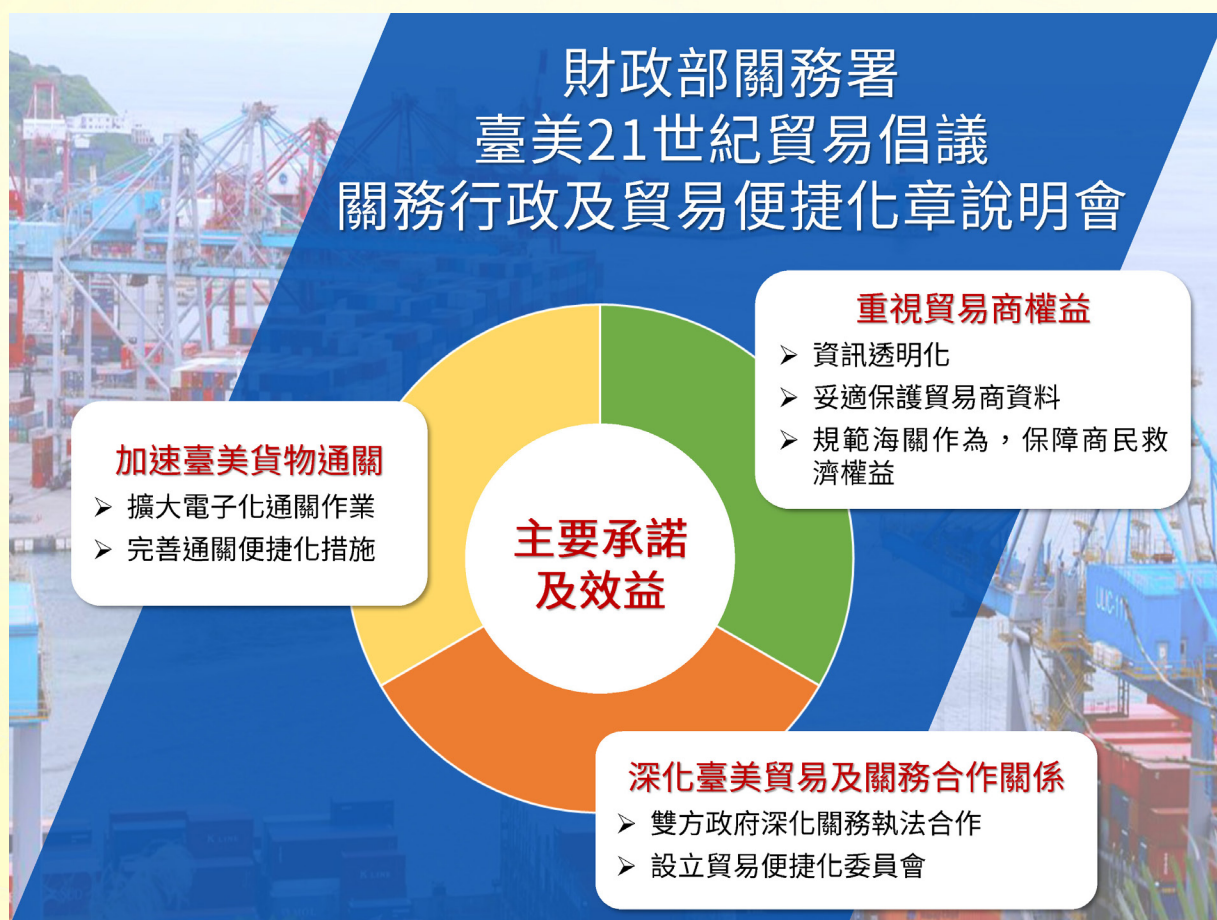 財政部關務署
臺美21世紀貿易倡議
關務行政及貿易便捷化章說明會
重視貿易商權益
➢ 資訊透明化
➢ 妥適保護貿易商資料
➢ 規範海關作為，保障商民救
濟權益
加速臺美貨物通關
➢ 擴大電子化通關作業
➢ 完善通關便捷化措施
主要承諾
及效益
深化臺美貿易及關務合作關係
➢ 雙方政府深化關務執法合作
➢ 設立貿易便捷化委員會